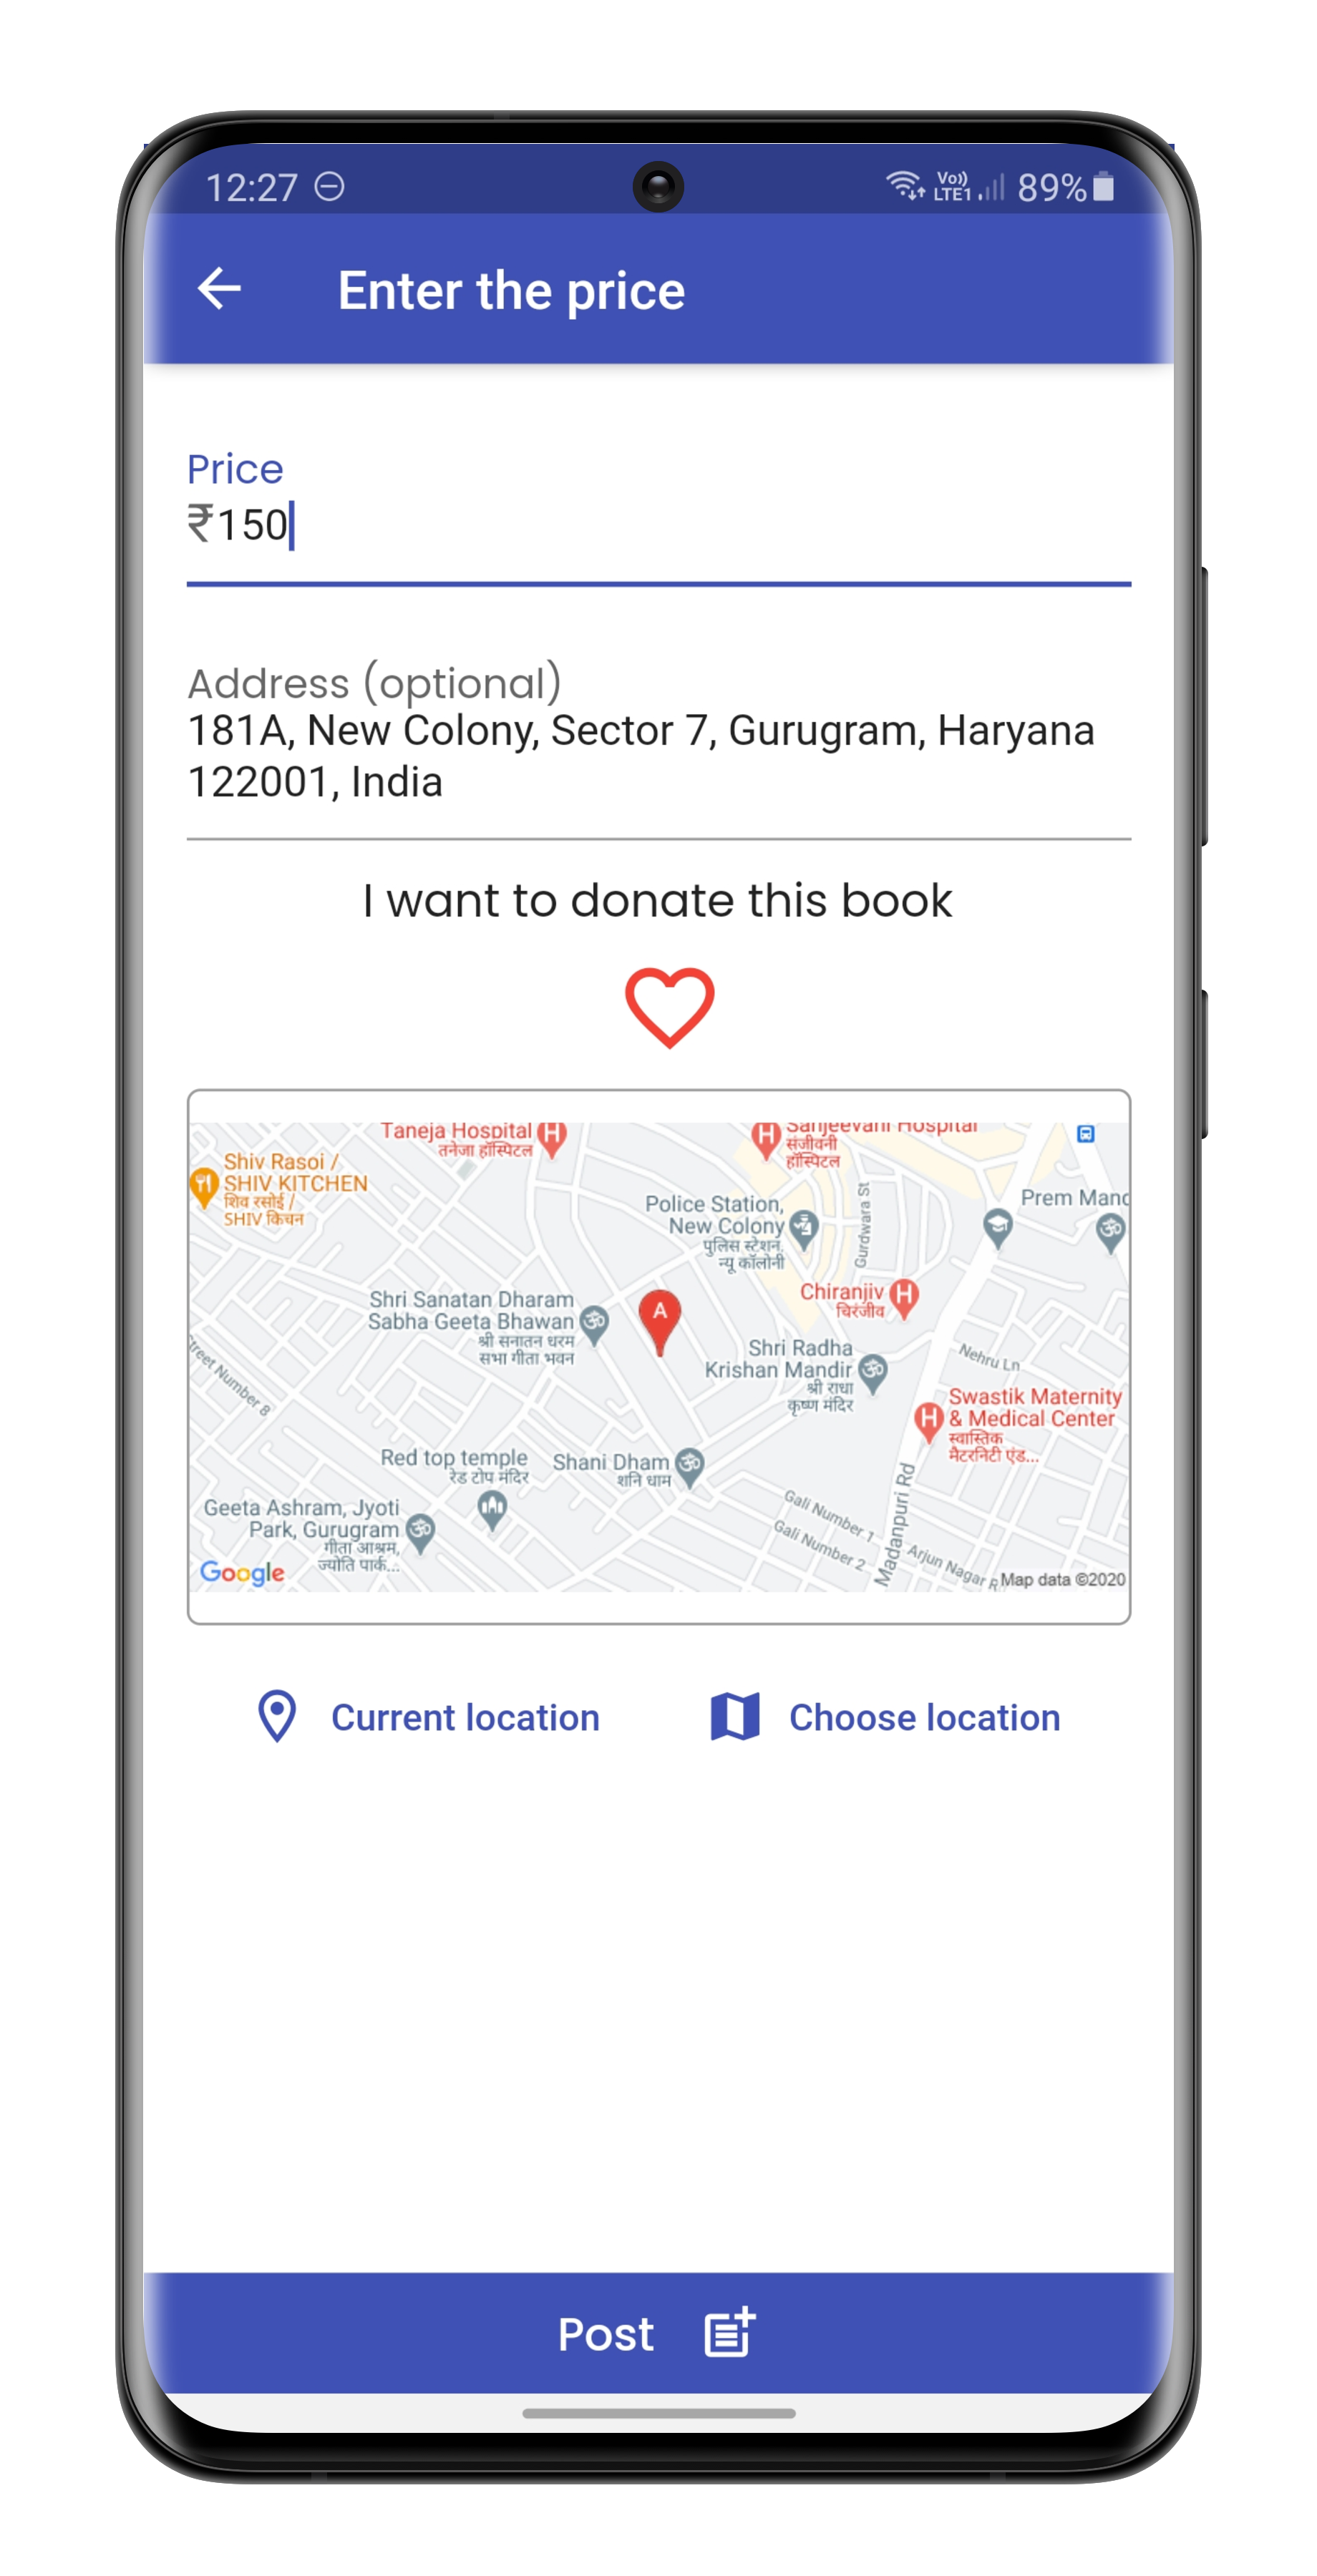 12:27
Vo))
LTE1
89%
Enter the price
Price
₹150
Address (optional)
181A, New Colony, Sector 7, Gurugram, Haryana
122001, India
I want to donate this book
Taneja Hospital
तनेजा हॉस्पिटल
Sanjeevani Hospital
संजीवनी
हॉस्पिटल
Shiv Rasoi /
SHIV KITCHEN
शिव रसोई /
SHIV किचन
Police Station,
New Colony
पुलिस स्टेशन,
न्यू कॉलोनी
Gurdwara St
Prem Mand
Chiranjiv
चिरंजीव
Shri Sanatan Dharam
Sabha Geeta Bhawan
श्री सनातन धरम
सभा गीता भवन
A
Shri Radha
Krishan Mandir
श्री राधा
कृष्ण मंदिर
Nehru Ln
treet Number 8
Swastik Maternity
& Medical Center
स्वास्तिक
मैटरनिटी एंड...
Red top temple
रेड टोप मंदिर
Shani Dham
शनि धाम
Geeta Ashram, Jyoti
Park, Gurugram
गीता आश्रम,
ज्योति पार्क...
Gali Number 1
Gali Number 2
Madanpuri Rd
Arjun Nagar R
Google
Map data ©2020
Current location
Choose location
Post